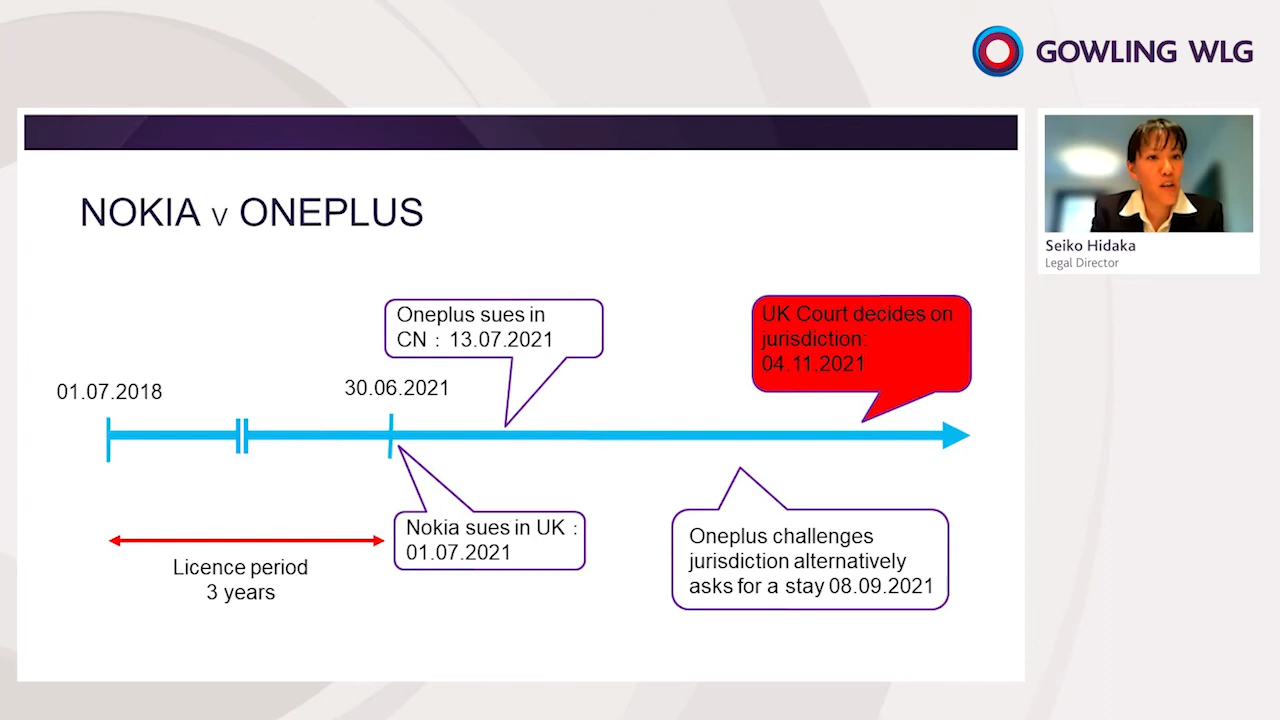 GOWLING WLG
NOKIA v ONEPLUS
Oneplus sues in
CN : 13.07.2021
UK Court decides on
jurisdiction:
04.11.2021
01.07.2018
30.06.2021
Nokia sues in UK :
01.07.2021
Oneplus challenges
jurisdiction alternatively
asks for a stay 08.09.2021
Licence period
3 years
Seiko Hidaka
Legal Director